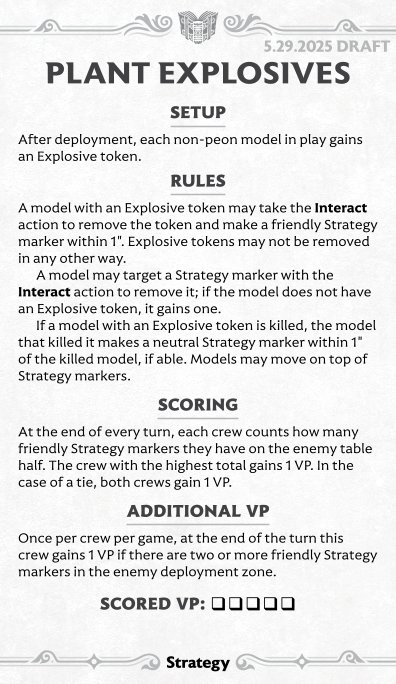 5.29.2025 DRAFT
PLANT EXPLOSIVES
SETUP
After deployment, each non-peon model in play gains
an Explosive token.
RULES
A model with an Explosive token may take the Interact
action to remove the token and make a friendly Strategy
marker within 1". Explosive tokens may not be removed
in any other way.
A model may target a Strategy marker with the
Interact action to remove it; if the model does not have
an Explosive token, it gains one.
If a model with an Explosive token is killed, the model
that killed it makes a neutral Strategy marker within 1"
of the killed model, if able. Models may move on top of
Strategy markers.
SCORING
At the end of every turn, each crew counts how many
friendly Strategy markers they have on the enemy table
half. The crew with the highest total gains 1 VP. In the
case of a tie, both crews gain 1 VP.
ADDITIONAL VP
Once per crew per game, at the end of the turn this
crew gains 1 VP if there are two or more friendly Strategy
markers in the enemy deployment zone.
SCORED VP: ❑❑❑❑❑
Strategy